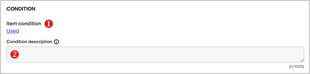 CONDITION
Item condition 1
Used
Condition description
2
(0/1000)